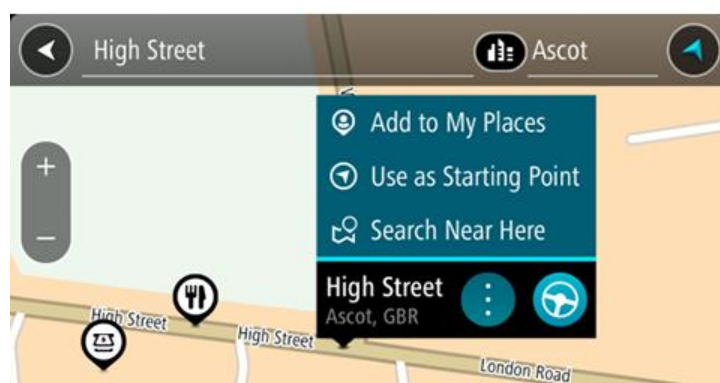 High Street
Ascot
Add to My Places
Use as Starting Point
Search Near Here
High Street
Ascot, GBR
High Street
High Street
London Road